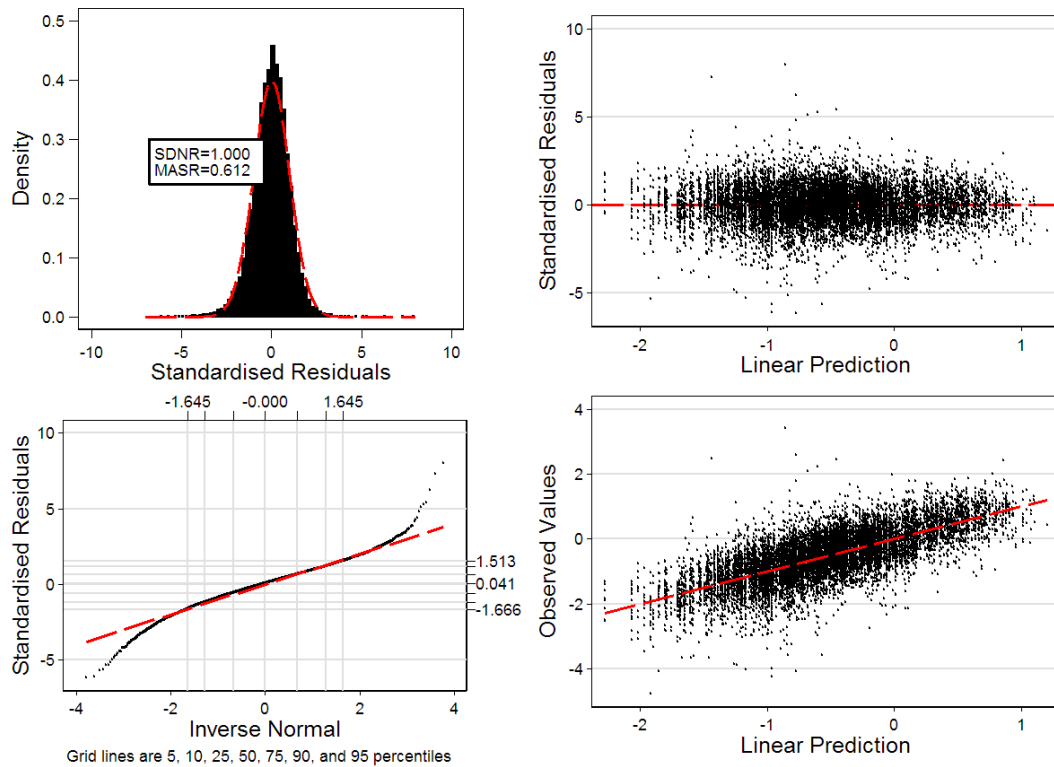 0.5
0.4
0.3
0.2
0.1
0.0
Density
SDNR=1.000
MASR=0.612
-10 -5 0 5 10
Standardised Residuals
10
5
0
-5
Standardised Residuals
-2 -1 0 1
Linear Prediction
-1.645 -0.000 1.645
10
5
0
-5
Standardised Residuals
1.513
0.041
-1.666
-4 -2 0 2 4
Inverse Normal
Grid lines are 5, 10, 25, 50, 75, 90, and 95 percentiles
4
2
0
-2
-4
Observed Values
-2 -1 0 1
Linear Prediction